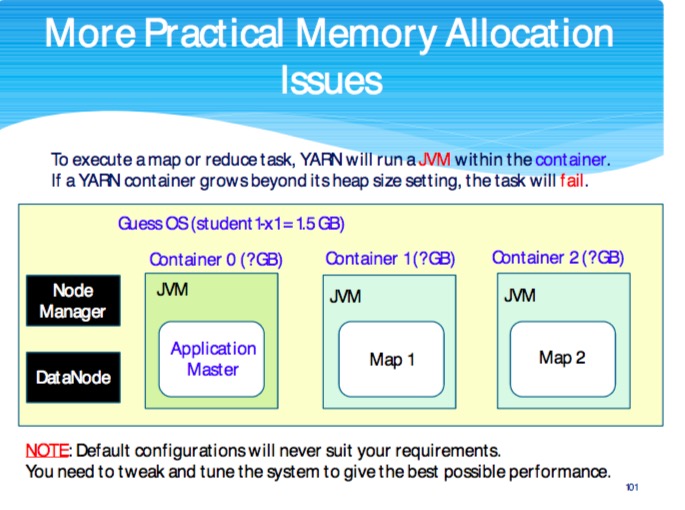 More Practical Memory Allocation
Issues
To execute a map or reduce task, YARN will run a JVM within the container.
If a YARN container grows beyond its heap size setting, the task will fail.
Guess OS (student1-x1= 1.5 GB)
Container 0 (?GB)
Container 1(?GB)
Container 2 (?GB)
Node
Manager
DataNode
JVM
Application
Master
JVM
Map 1
JVM
Map 2
NOTE: Default configurations will never suit your requirements.
You need to tweak and tune the system to give the best possible performance.
101